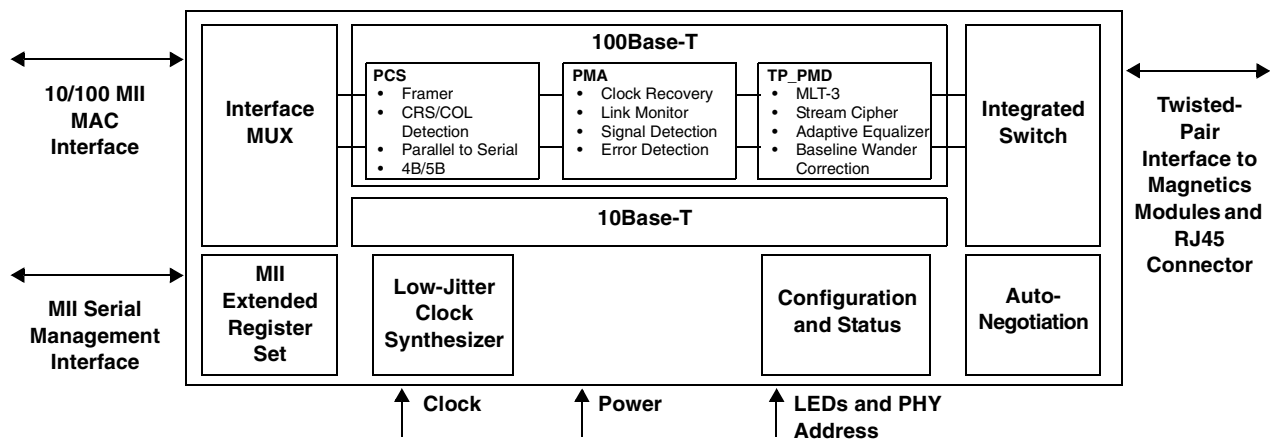 100Base-T
10/100 MII
MAC
Interface
Interface
MUX
PCS
• Framer
• CRS/COL
Detection
• Parallel to Serial
• 4B/5B
PMA
• Clock Recovery
• Link Monitor
• Signal Detection
• Error Detection
TP_PMD
• MLT-3
• Stream Cipher
• Adaptive Equalizer
• Baseline Wander
Correction
Integrated
Switch
Twisted-
Pair
Interface to
Magnetics
Modules and
RJ45
Connector
10Base-T
MII Serial
Management
Interface
MII
Extended
Register
Set
Low-Jitter
Clock
Synthesizer
Configuration
and Status
Auto-
Negotiation
Clock
Power
LEDs and PHY
Address